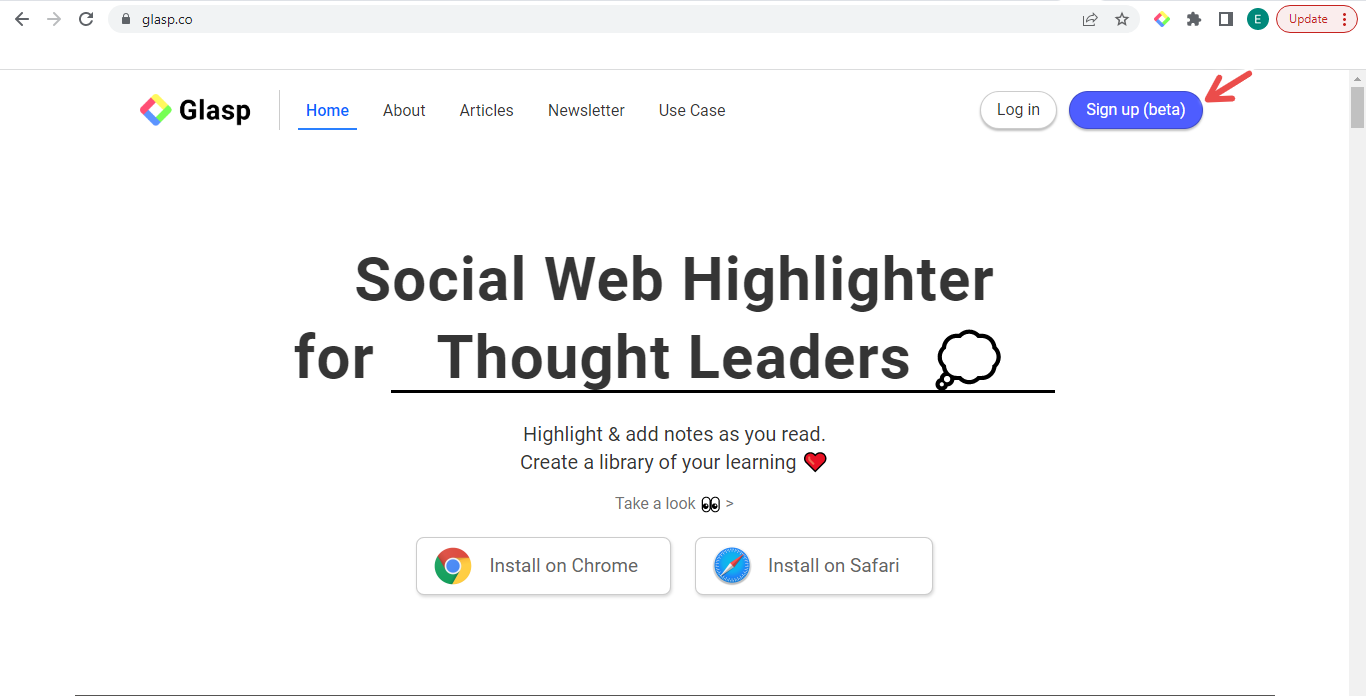 glasp.co
E
Update
Glasp
Home
About
Articles
Newsletter
Use Case
Log in
Sign up (beta)
Social Web Highlighter
for Thought Leaders 💭
Highlight & add notes as you read.
Create a library of your learning ❤️
Take a look 👀 >
Install on Chrome
Install on Safari